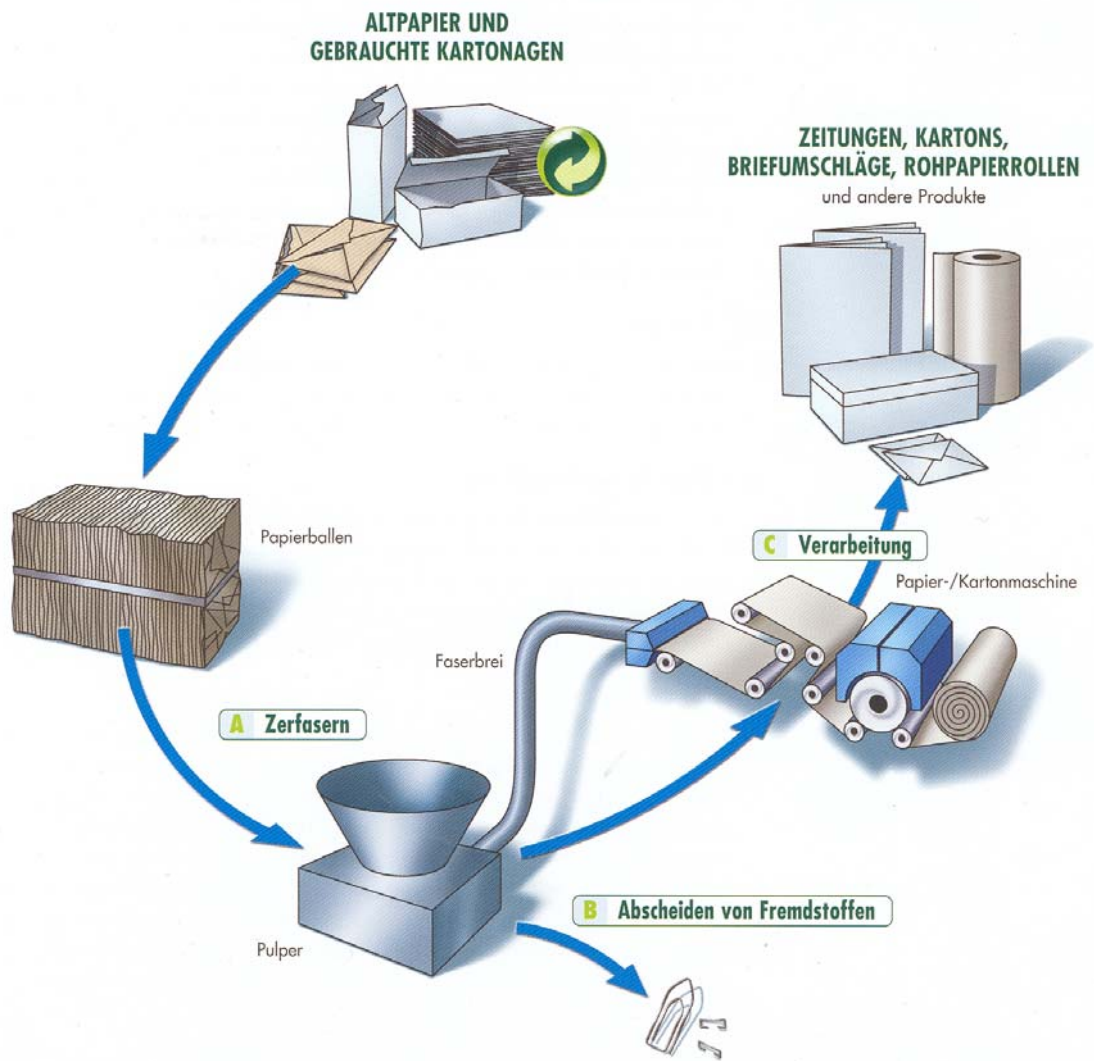 ALTPAPIER UND
GEBRAUCHTE KARTONAGEN
ZEITUNGEN, KARTONS,
BRIEFUMSCHLÄGE, ROHPAPIERROLLEN
und andere Produkte
Papierballen
C Verarbeitung
Papier-/Kartonmaschine
Faserbrei
A Zerfasern
B Abscheiden von Fremdstoffen
Pulper